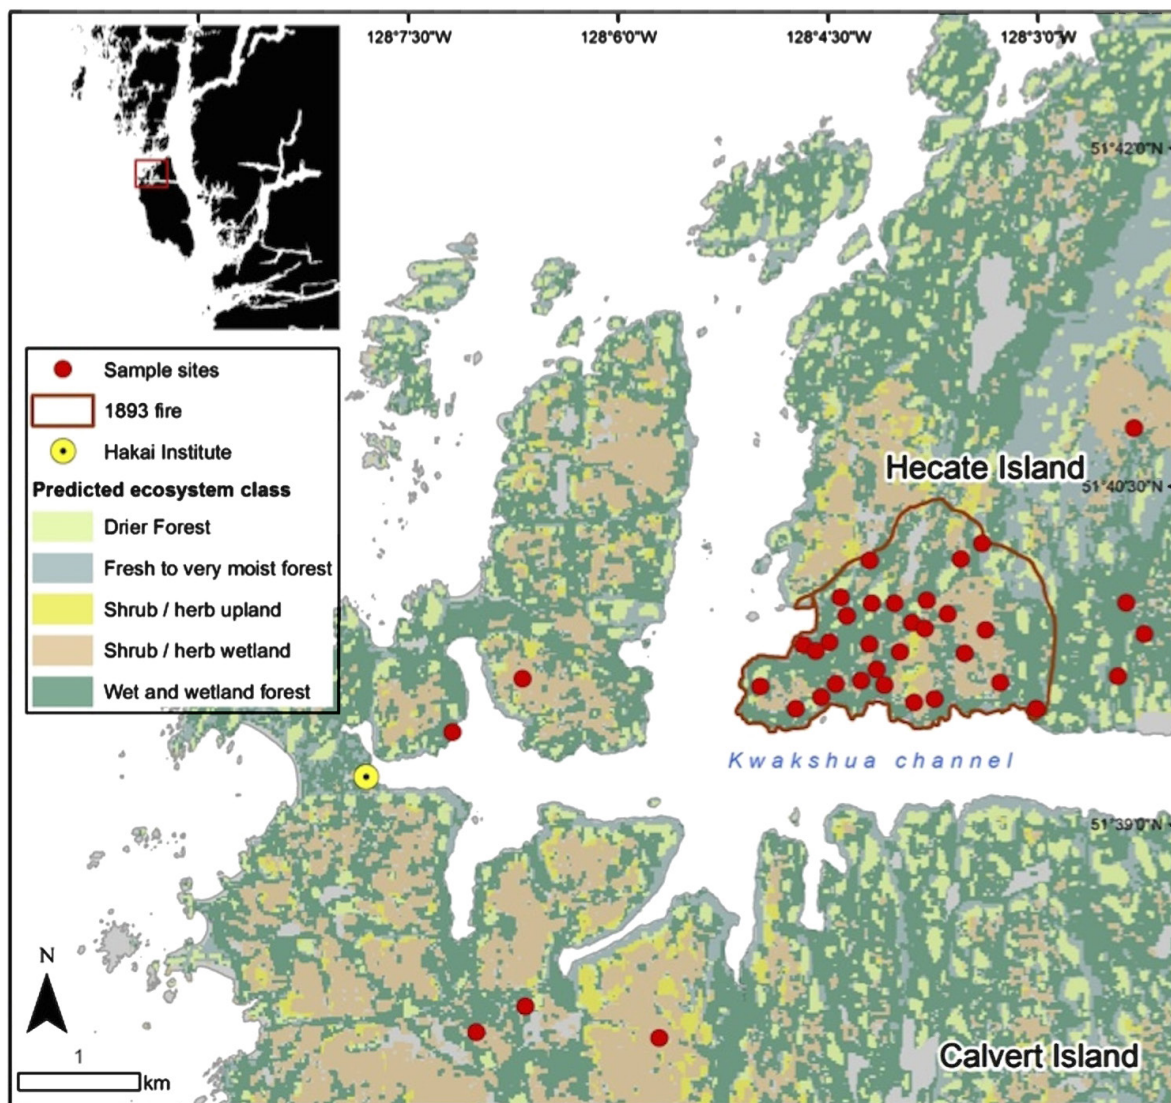 128°7'30"W
128°6'0"W
128°4'30"W
128°3'0"W
51°42'0"N
Sample sites
1893 fire
Hakai Institute
Predicted ecosystem class
Drier Forest
Fresh to very moist forest
Shrub / herb upland
Shrub / herb wetland
Wet and wetland forest
Hecate Island
51°40'30"N
Kwakshua channel
51°39'0"N
N
1
km
Calvert Island